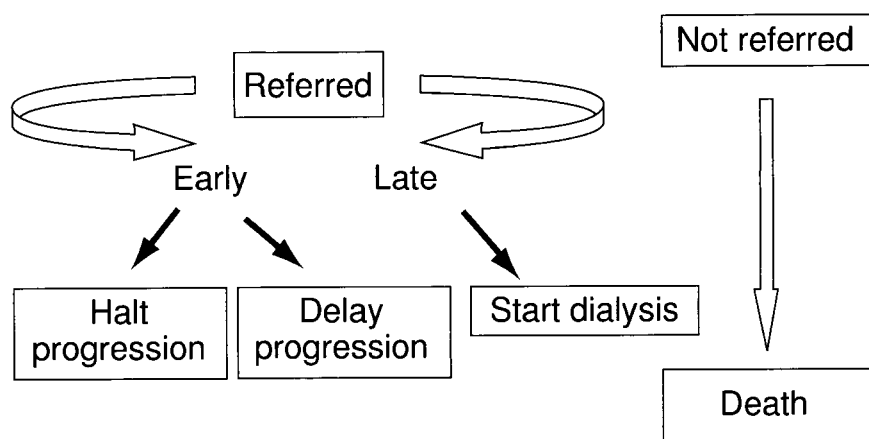 Referred
Not referred
Early
Late
Halt
progression
Delay
progression
Start dialysis
Death